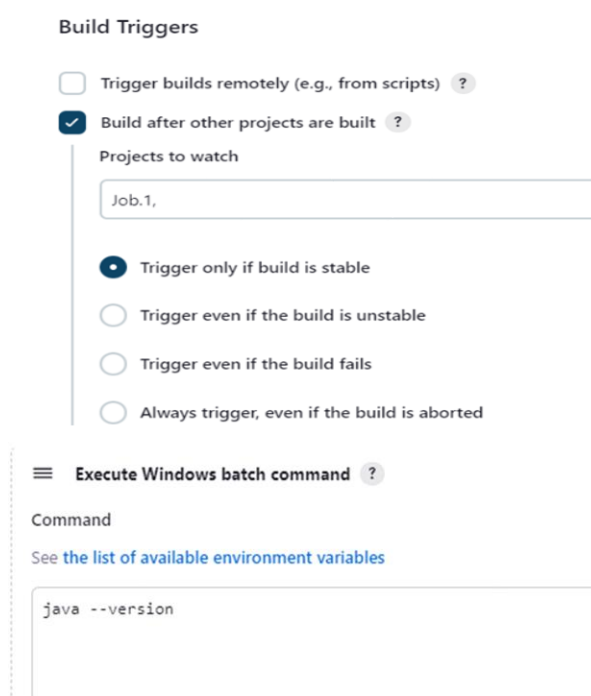 Build Triggers
Trigger builds remotely (e.g., from scripts) ?
Build after other projects are built ?
Projects to watch
Job.1,
Trigger only if build is stable
Trigger even if the build is unstable
Trigger even if the build fails
Always trigger, even if the build is aborted
Execute Windows batch command ?
Command
See the list of available environment variables
java --version